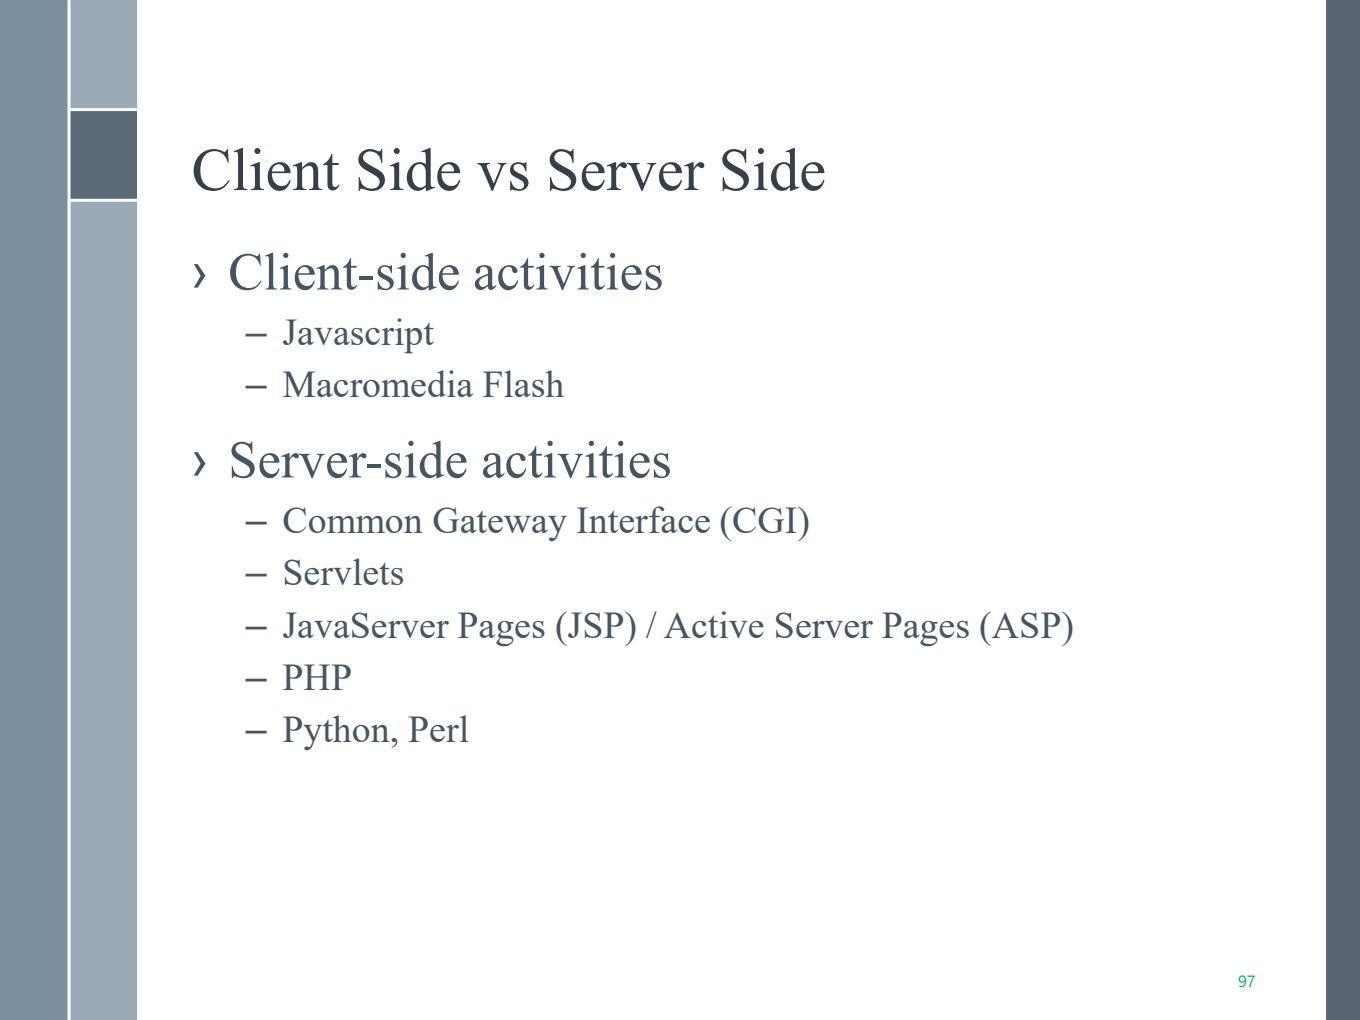 Client Side vs Server Side
› Client-side activities
– Javascript
– Macromedia Flash
› Server-side activities
– Common Gateway Interface (CGI)
– Servlets
– JavaServer Pages (JSP) / Active Server Pages (ASP)
– PHP
– Python, Perl
97